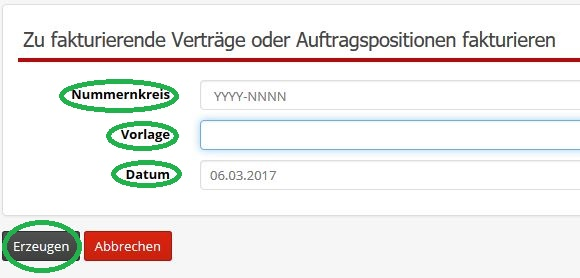 Zu fakturierende Verträge oder Auftragspositionen fakturieren
Nummernkreis YYYY-NNNN
Vorlage
Datum 06.03.2017
Erzeugen Abbrechen